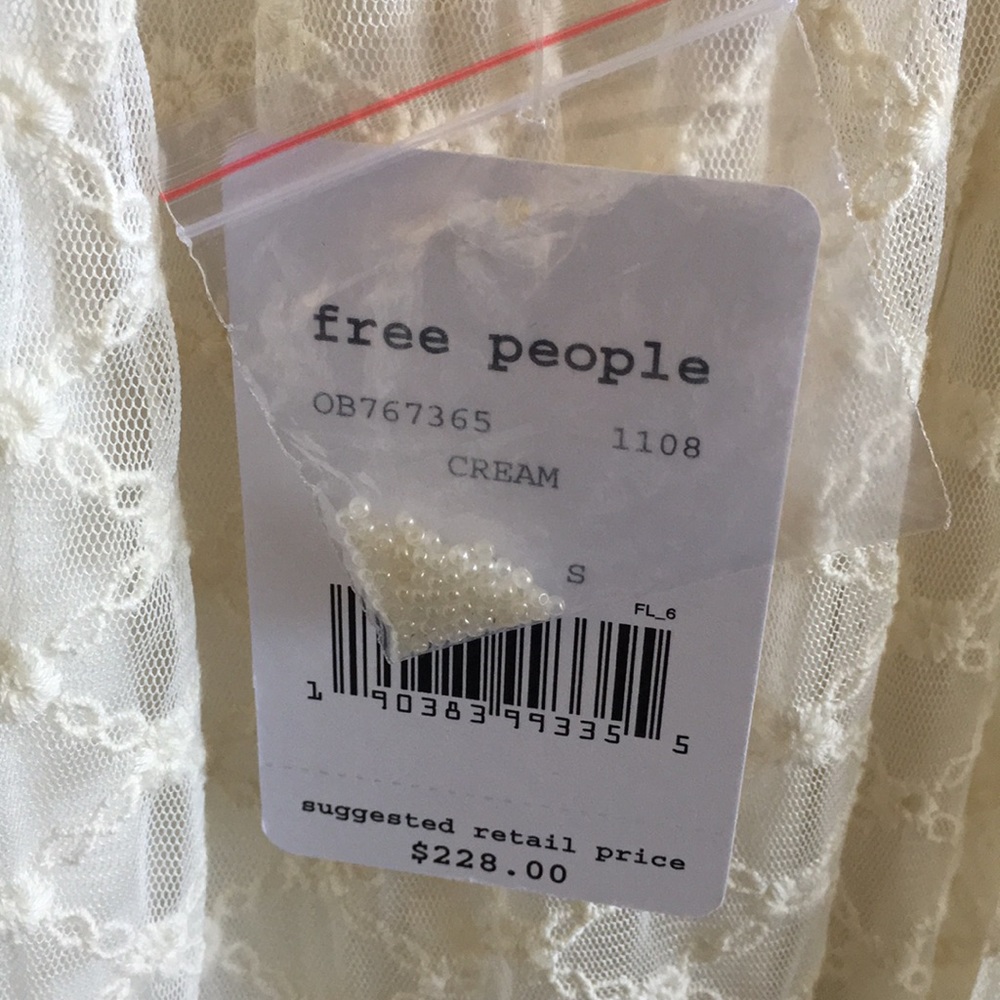 free people
OB767365 1108
CREAM
S
FL_6
1 90383 99335 5
suggested retail price
$228.00